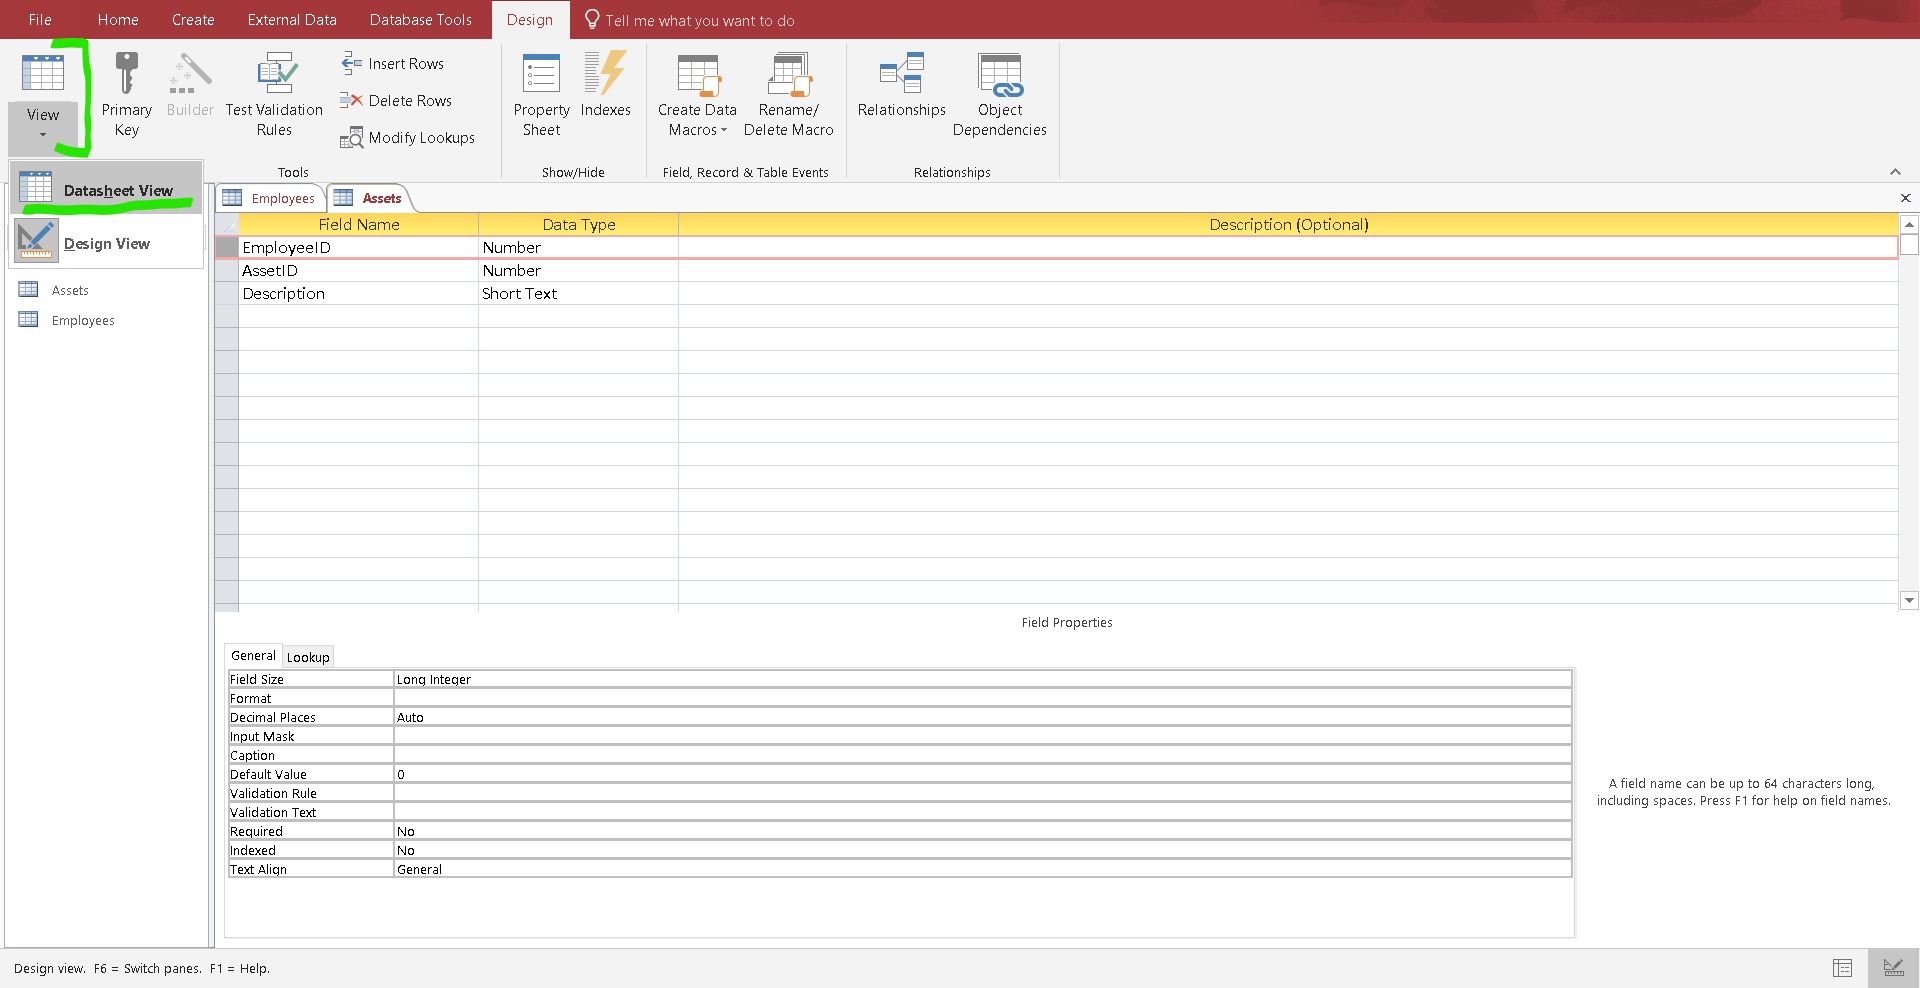 File Home Create External Data Database Tools Design Tell me what you want to do
View
Primary Key
Builder
Test Validation Rules
Insert Rows
Delete Rows
Modify Lookups
Tools
Property Sheet
Indexes
Show/Hide
Create Data Macros
Rename/ Delete Macro
Field, Record & Table Events
Relationships
Object Dependencies
Relationships
Datasheet View
Design View
Assets
Employees
Employees Assets
Field Name Data Type Description (Optional)
EmployeeID Number
AssetID Number
Description Short Text
Field Properties
General Lookup
Field Size Long Integer
Format
Decimal Places Auto
Input Mask
Caption
Default Value 0
Validation Rule
Validation Text
Required No
Indexed No
Text Align General
A field name can be up to 64 characters long,
including spaces. Press F1 for help on field names.
Design view. F6 = Switch panes. F1 = Help.